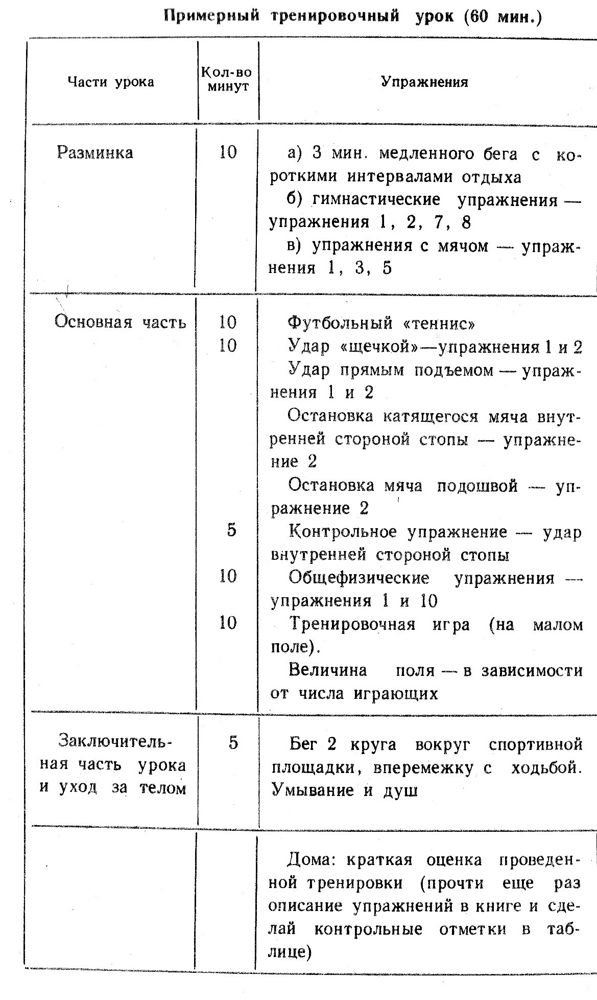 Примерный тренировочный урок (60 мин.)
Части урока
Кол-во
минут
Упражнения
Разминка
10
а) 3 мин. медленного бега с ко-
роткими интервалами отдыха
б) гимнастические упражнения —
упражнения 1, 2, 7, 8
в) упражнения с мячом — упраж-
нения 1, 3, 5
Основная часть
10
Футбольный «теннис»
10
Удар «щечкой»—упражнения 1 и 2
Удар прямым подъемом — упраж-
нения 1 и 2
Остановка катящегося мяча внут-
ренней стороной стопы — упражне-
ние 2
Остановка мяча подошвой — уп-
ражнение 2
5
Контрольное упражнение — удар
внутренней стороной стопы
10
Общефизические упражнения —
упражнения 1 и 10
10
Тренировочная игра (на малом
поле).
Величина поля — в зависимости
от числа играющих
Заключитель-
ная часть урока
и уход за телом
5
Бег 2 круга вокруг спортивной
площадки, вперемежку с ходьбой.
Умывание и душ
Дома: краткая оценка проведен-
ной тренировки (прочти еще раз
описание упражнений в книге и сде-
лай контрольные отметки в таб-
лице)